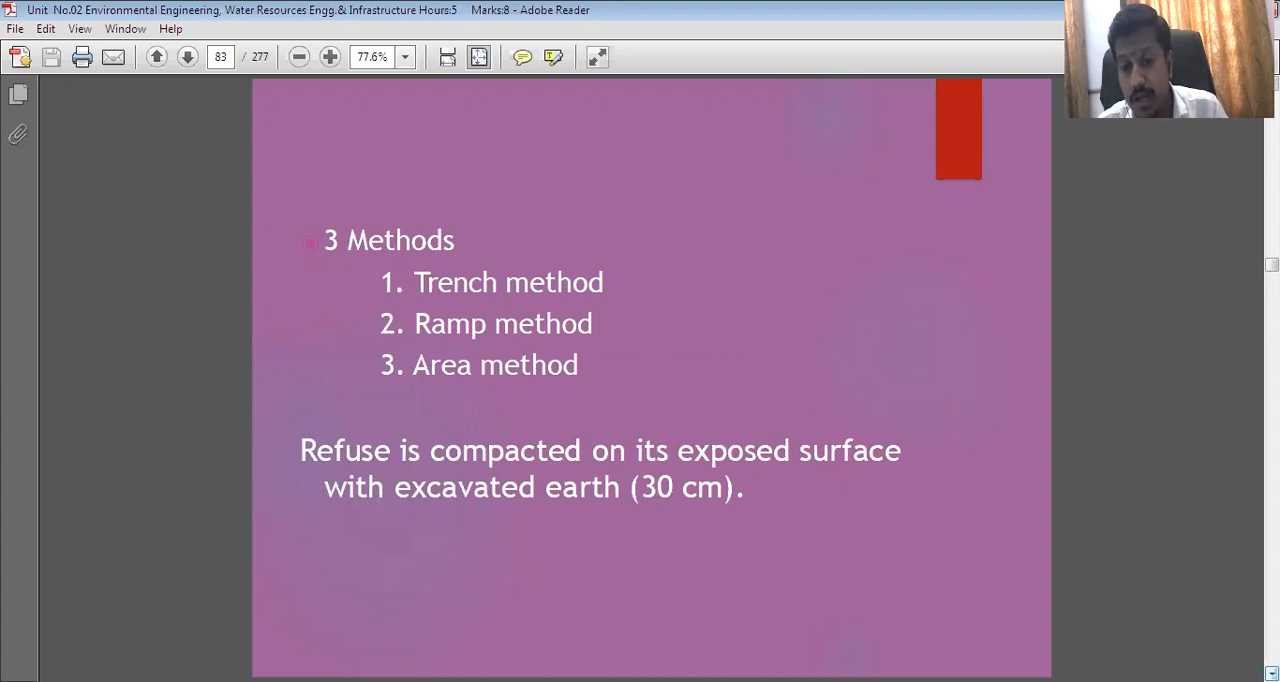 Unit No.02 Environmental Engineering, Water Resources Engg.& Infrastructure Hours:5 Marks:8 - Adobe Reader
File Edit View Window Help
83 / 277 77.6%
3 Methods
1. Trench method
2. Ramp method
3. Area method
Refuse is compacted on its exposed surface
with excavated earth (30 cm).